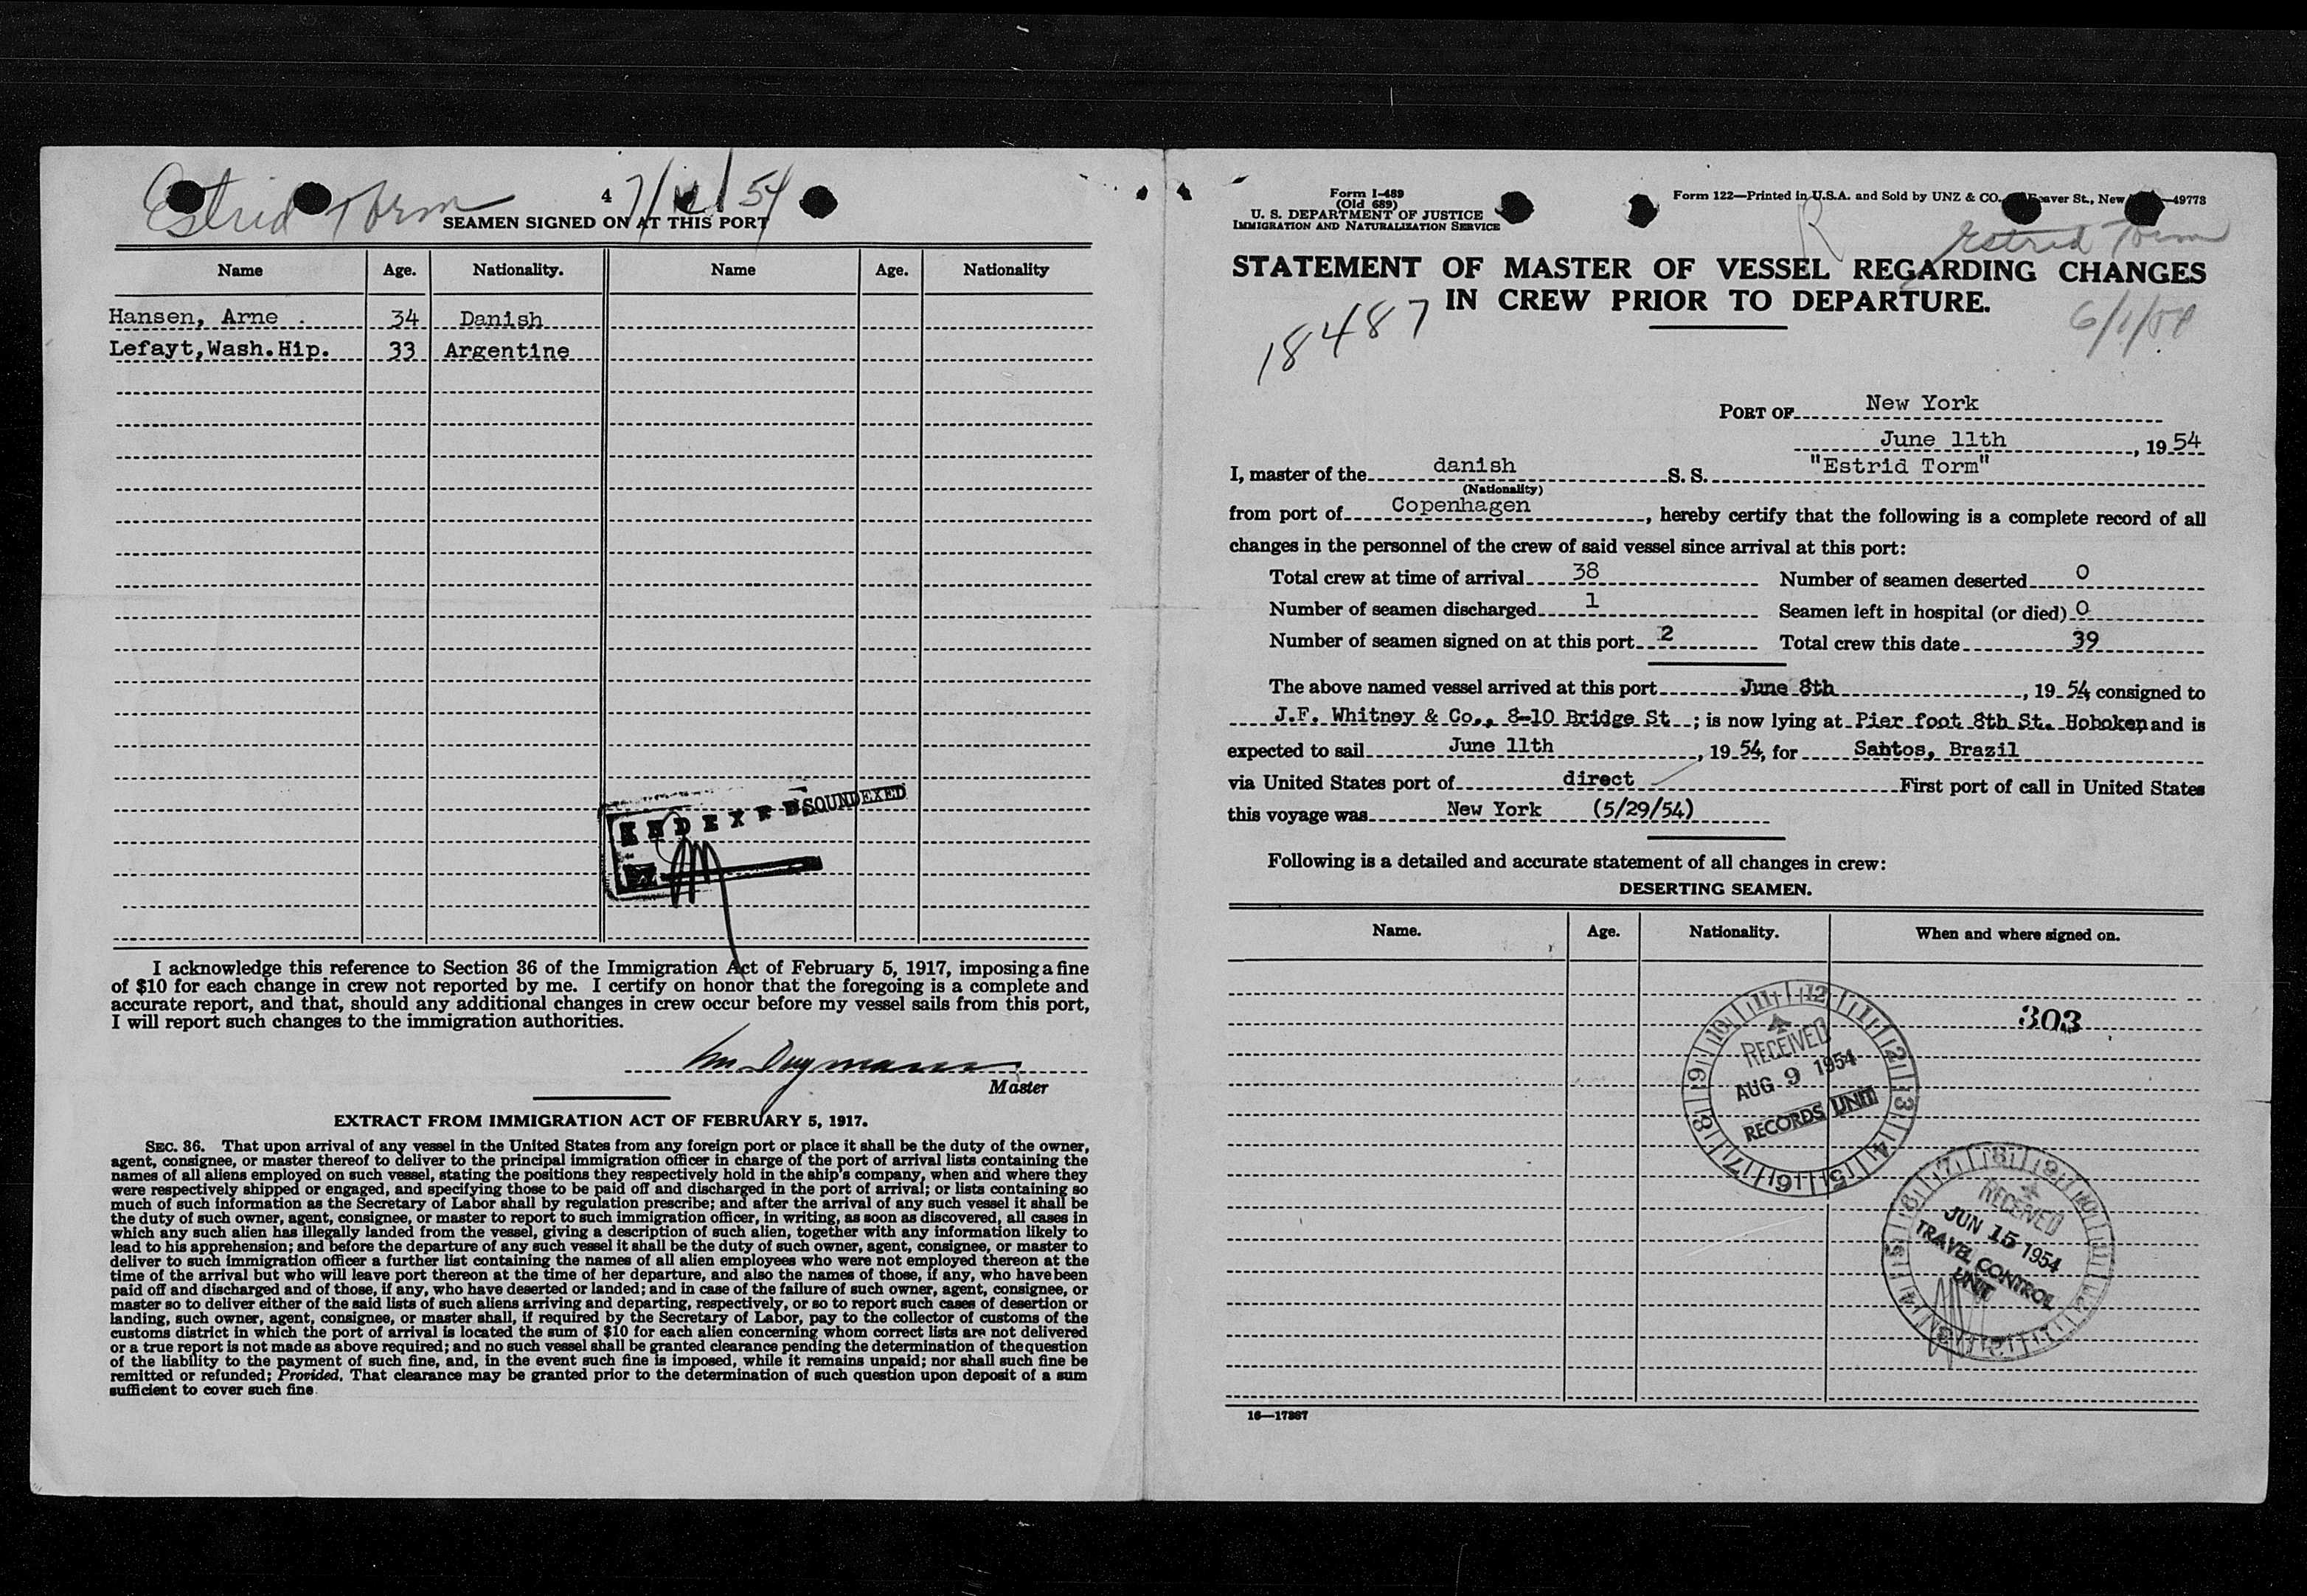 Estrid Torm
4
7/12/54
SEAMEN SIGNED ON AT THIS PORT
Name Age. Nationality. Name Age. Nationality
Hansen, Arne . 34 Danish
Lefayt,Wash.Hip. 33 Argentine
INDEXED SOUNDEXED
BY
I acknowledge this reference to Section 36 of the Immigration Act of February 5, 1917, imposing a fine
of $10 for each change in crew not reported by me. I certify on honor that the foregoing is a complete and
accurate report, and that, should any additional changes in crew occur before my vessel sails from this port,
I will report such changes to the immigration authorities.
Master
EXTRACT FROM IMMIGRATION ACT OF FEBRUARY 5, 1917.
SEC. 36. That upon arrival of any vessel in the United States from any foreign port or place it shall be the duty of the owner,
agent, consignee, or master thereof to deliver to the principal immigration officer in charge of the port of arrival lists containing the
names of all aliens employed on such vessel, stating the positions they respectively hold in the ship's company, when and where they
were respectively shipped or engaged, and specifying those to be paid off and discharged in the port of arrival; or lists containing so
much of such information as the Secretary of Labor shall by regulation prescribe; and after the arrival of any such vessel it shall be
the duty of such owner, agent, consignee, or master to report to such immigration officer, in writing, as soon as discovered, all cases in
which any such alien has illegally landed from the vessel, giving a description of such alien, together with any information likely to
lead to his apprehension; and before the departure of any such vessel it shall be the duty of such owner, agent, consignee, or master to
deliver to such immigration officer a further list containing the names of all alien employees who were not employed thereon at the
time of the arrival but who will leave port thereon at the time of her departure, and also the names of those, if any, who have been
paid off and discharged and of those, if any, who have deserted or landed; and in case of the failure of such owner, agent, consignee, or
master so to deliver either of the said lists of such aliens arriving and departing, respectively, or so to report such cases of desertion or
landing, such owner, agent, consignee, or master shall, if required by the Secretary of Labor, pay to the collector of customs of the
customs district in which the port of arrival is located the sum of $10 for each alien concerning whom correct lists are not delivered
or a true report is not made as above required; and no such vessel shall be granted clearance pending the determination of the question
of the liability to the payment of such fine, and, in the event such fine is imposed, while it remains unpaid; nor shall such fine be
remitted or refunded; Provided, That clearance may be granted prior to the determination of such question upon deposit of a sum
sufficient to cover such fine.
Form I-489
(Old 689)
U. S. DEPARTMENT OF JUSTICE
IMMIGRATION AND NATURALIZATION SERVICE
Form 122—Printed in U.S.A. and Sold by UNZ & CO. St., New —49778
R
Estrid Torm
STATEMENT OF MASTER OF VESSEL REGARDING CHANGES
IN CREW PRIOR TO DEPARTURE.
18487
PORT OF New York
June 11th, 19 54
I, master of the danish S. S. "Estrid Torm"
(Nationality)
from port of Copenhagen, hereby certify that the following is a complete record of all
changes in the personnel of the crew of said vessel since arrival at this port:
Total crew at time of arrival 38 Number of seamen deserted 0
Number of seamen discharged 1 Seamen left in hospital (or died) 0
Number of seamen signed on at this port 2 Total crew this date 39
The above named vessel arrived at this port June 8th, 19 54, consigned to
J.F. Whitney & Co., 8-10 Bridge St ; is now lying at Pier foot 8th St. Hoboken and is
expected to sail June 11th, 19 54, for Santos, Brazil
via United States port of direct First port of call in United States
this voyage was New York (5/29/54)
Following is a detailed and accurate statement of all changes in crew:
DESERTING SEAMEN.
Name. Age. Nationality. When and where signed on.
303
RECEIVED
AUG 9 1954
RECORDS UNIT
RECEIVED
JUN 15 1954
TRAVEL CONTROL
UNIT
16—17367